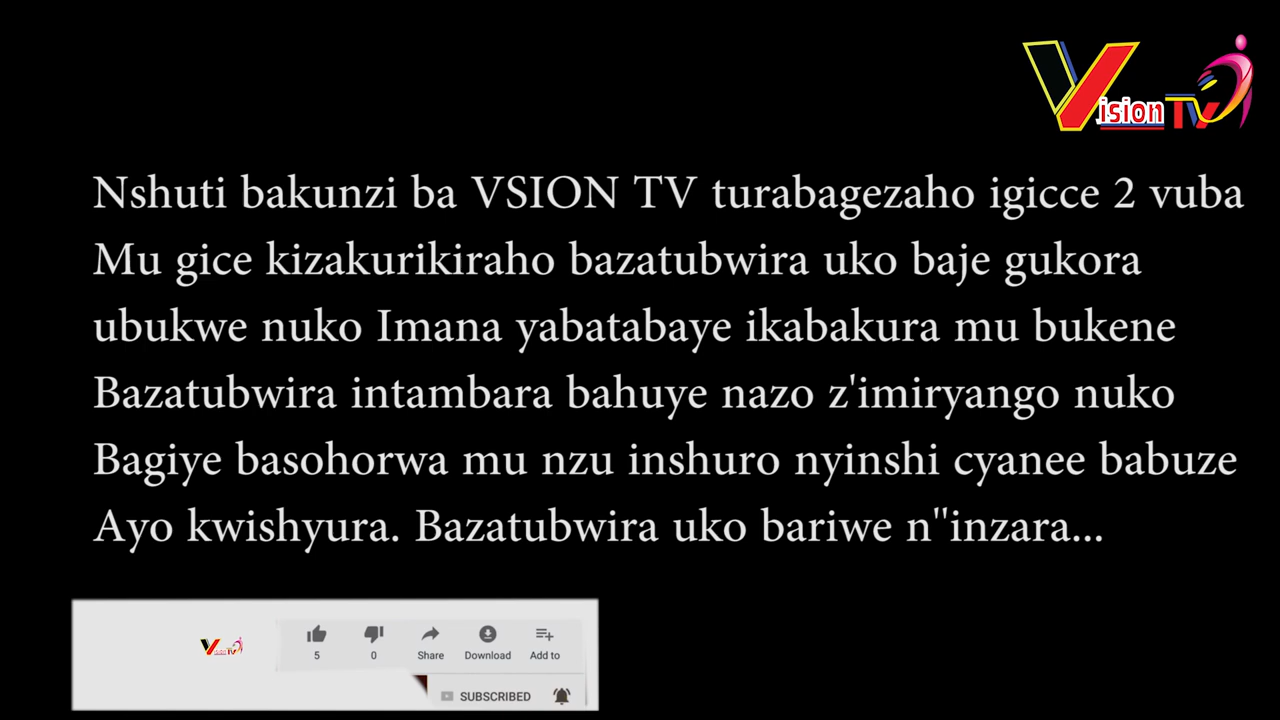 Vision TV
Nshuti bakunzi ba VSION TV turabagezaho igicce 2 vuba
Mu gice kizakurikiraho bazatubwira uko baje gukora
ubukwe nuko Imana yabatabaye ikabakura mu bukene
Bazatubwira intambara bahuye nazo z'imiryango nuko
Bagiye basohorwa mu nzu inshuro nyinshi cyanee babuze
Ayo kwishyura. Bazatubwira uko bariwe n"inzara...
5 0 Share Download Add to
SUBSCRIBED